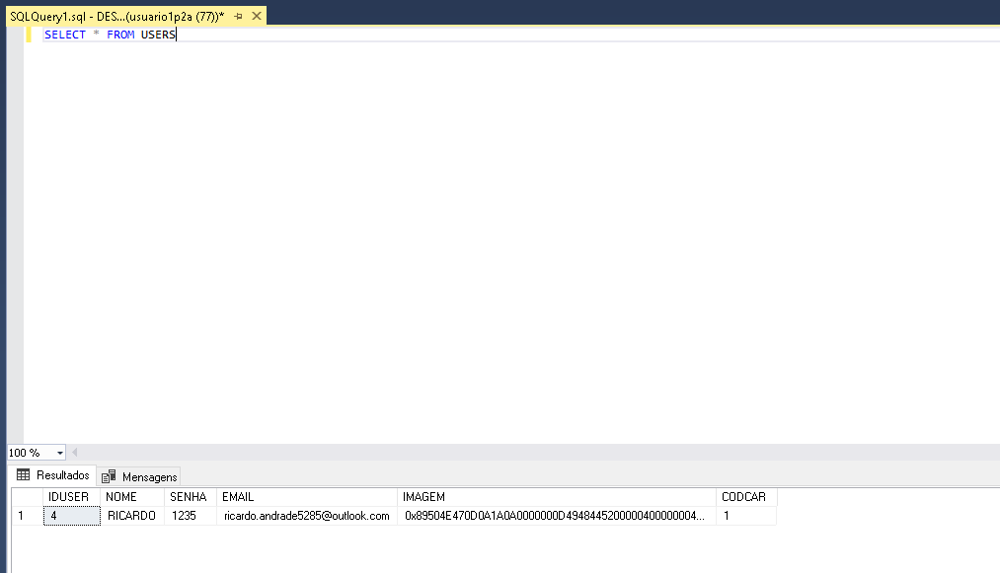 SQLQuery1.sql - DES...(usuario1p2a (77))*
SELECT * FROM USERS
100 %
Resultados Mensagens
IDUSER NOME SENHA EMAIL IMAGEM CODCAR
1 4 RICARDO 1235 ricardo.andrade5285@outlook.com 0x89504E470D0A1A0A0000000D4948445200000400000004... 1